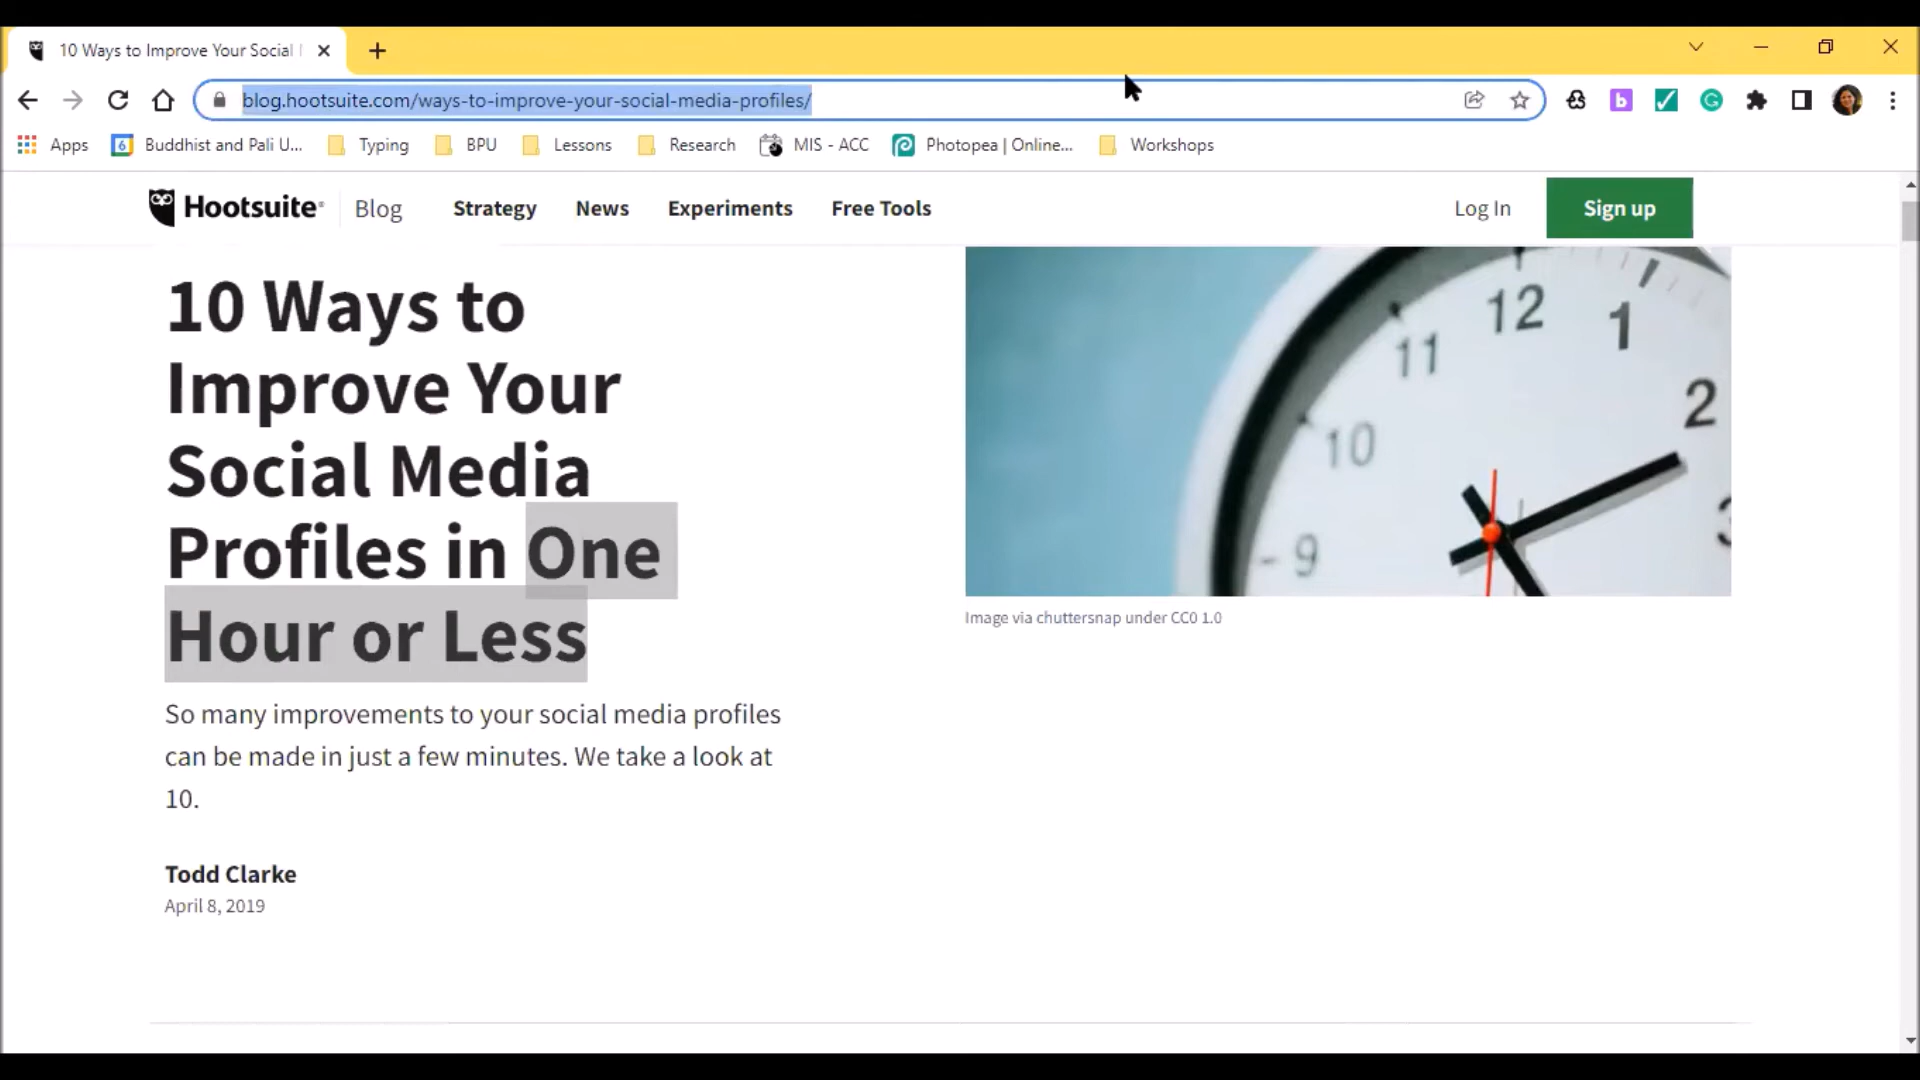 10 Ways to Improve Your Social
blog.hootsuite.com/ways-to-improve-your-social-media-profiles/
Apps 6 Buddhist and Pali U... Typing BPU Lessons Research MIS - ACC Photopea | Online... Workshops
Hootsuite® Blog Strategy News Experiments Free Tools Log In Sign up
10 Ways to
Improve Your
Social Media
Profiles in One
Hour or Less
So many improvements to your social media profiles
can be made in just a few minutes. We take a look at
10.
Todd Clarke
April 8, 2019
12
1
11
2
10
3
9
Image via chuttersnap under CC0 1.0